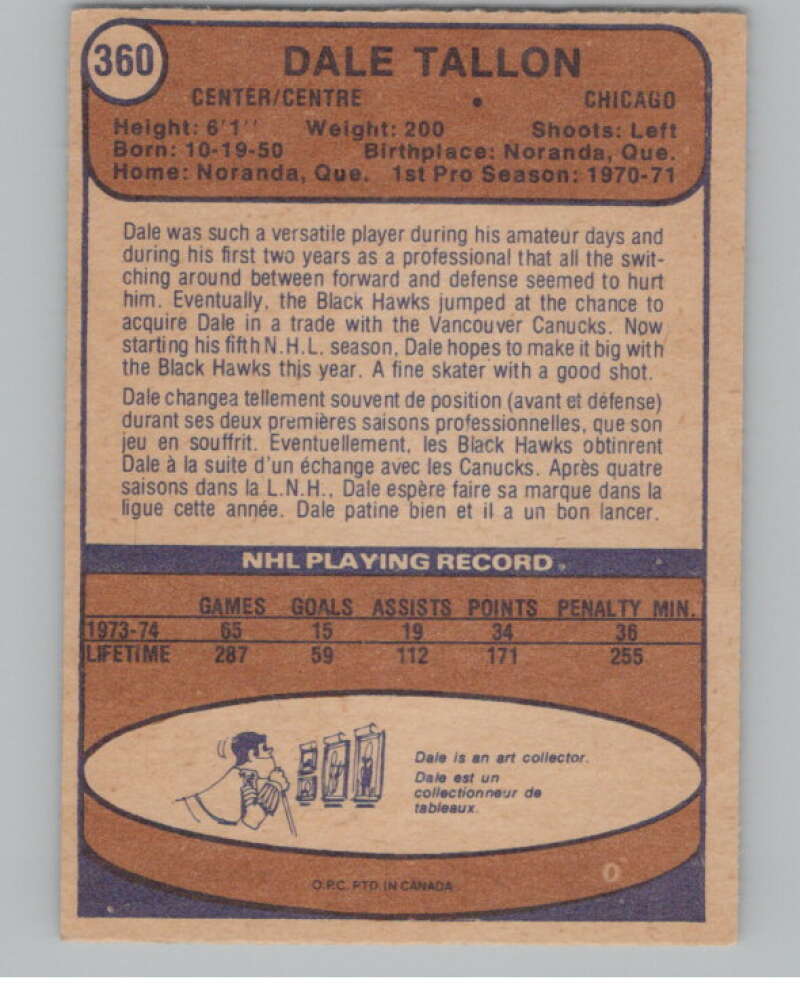 360
DALE TALLON
CENTER/CENTRE • CHICAGO
Height: 6'1'' Weight: 200 Shoots: Left
Born: 10-19-50 Birthplace: Noranda, Que.
Home: Noranda, Que. 1st Pro Season: 1970-71
Dale was such a versatile player during his amateur days and
during his first two years as a professional that all the swit-
ching around between forward and defense seemed to hurt
him. Eventually, the Black Hawks jumped at the chance to
acquire Dale in a trade with the Vancouver Canucks. Now
starting his fifth N.H.L. season, Dale hopes to make it big with
the Black Hawks this year. A fine skater with a good shot.
Dale changea tellement souvent de position (avant et défense)
durant ses deux premières saisons professionnelles, que son
jeu en souffrit. Eventuellement, les Black Hawks obtinrent
Dale à la suite d'un échange avec les Canucks. Après quatre
saisons dans la L.N.H., Dale espère faire sa marque dans la
ligue cette année. Dale patine bien et il a un bon lancer.
NHL PLAYING RECORD
GAMES GOALS ASSISTS POINTS PENALTY MIN.
1973-74 65 15 19 34 36
LIFETIME 287 59 112 171 255
Dale is an art collector.
Dale est un
collectionneur de
tableaux.
O.P.C. PTD IN CANADA